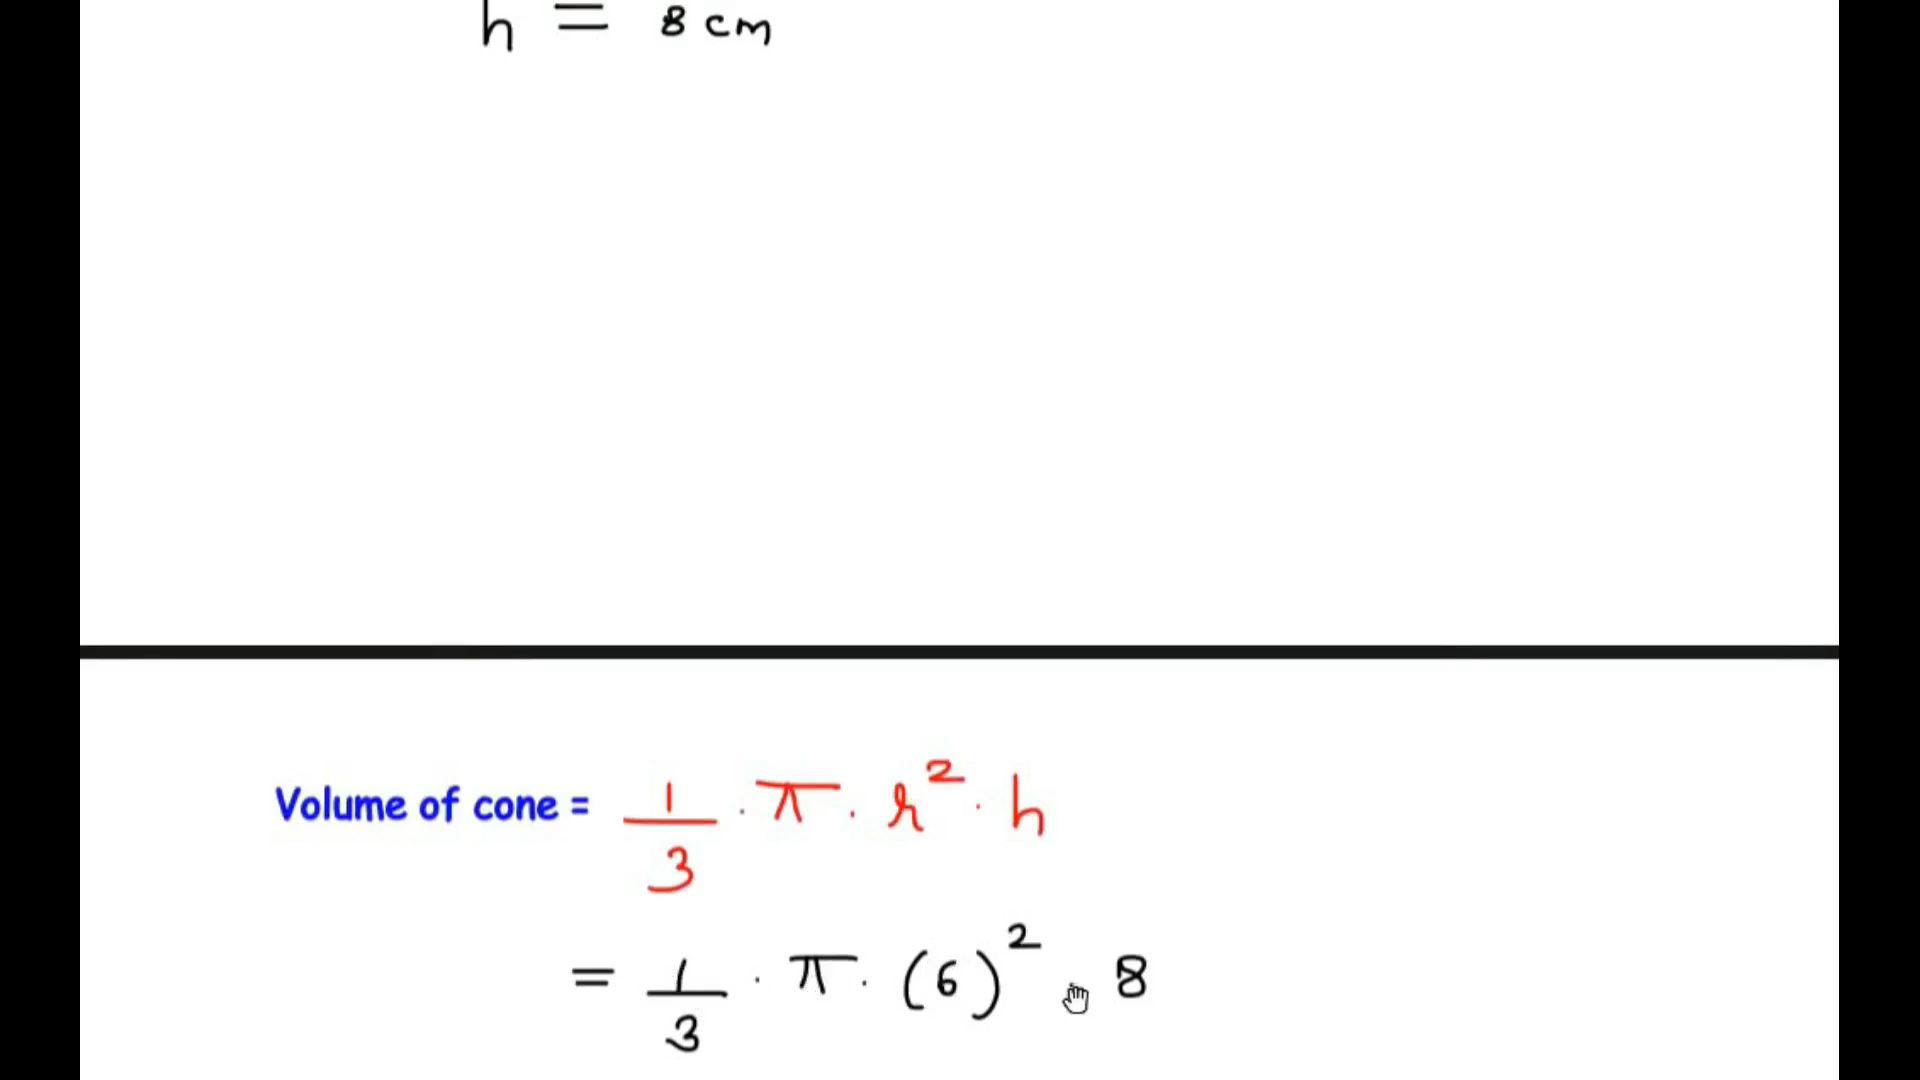 h = 8 cm
Volume of cone = 1/3 · π · r² · h
= 1/3 · π · (6)² · 8